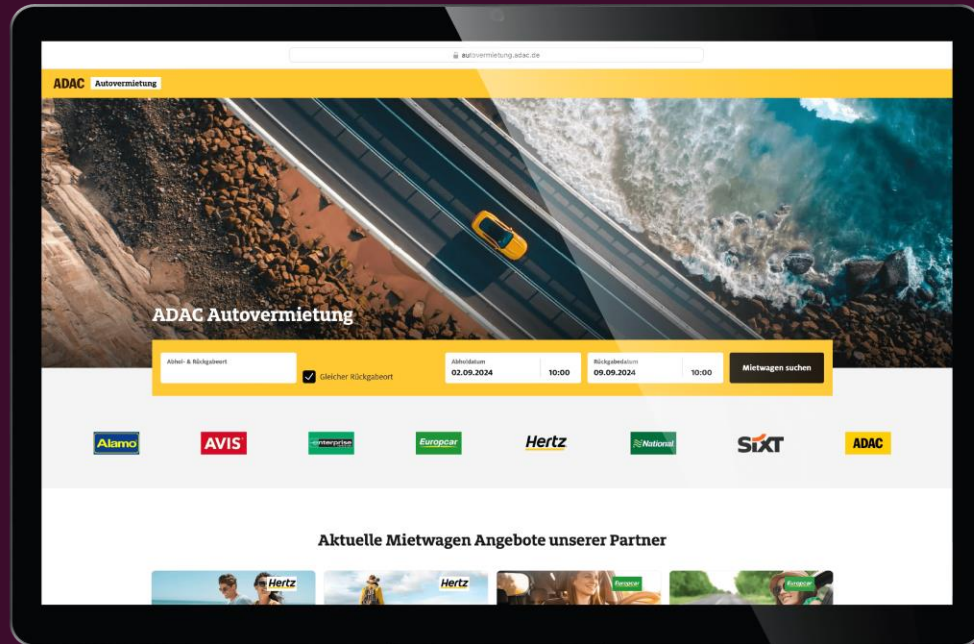 autovermietung.adac.de
ADAC Autovermietung
ADAC Autovermietung
Abhol- & Rückgabeort
Gleicher Rückgabeort
Abholdatum
02.09.2024 10:00
Rückgabedatum
09.09.2024 10:00
Mietwagen suchen
Alamo AVIS enterprise Europcar Hertz National SiXT ADAC
Aktuelle Mietwagen Angebote unserer Partner
Hertz Hertz Europcar Europcar